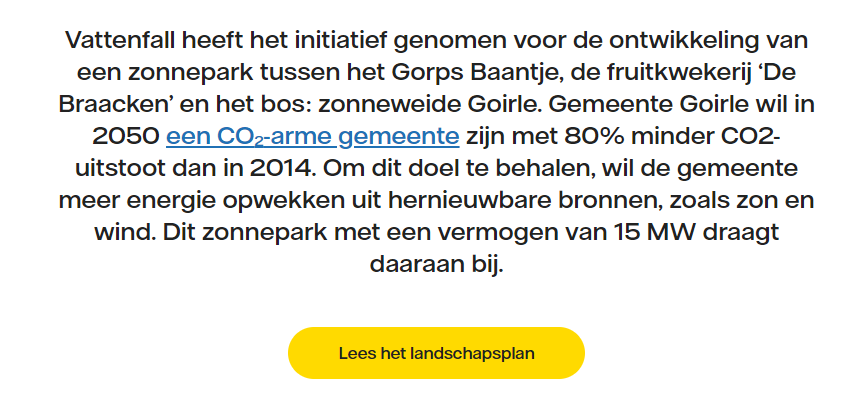 Vattenfall heeft het initiatief genomen voor de ontwikkeling van
een zonnepark tussen het Gorps Baantje, de fruitkwekerij ‘De
Braacken’ en het bos: zonneweide Goirle. Gemeente Goirle wil in
2050 een CO₂-arme gemeente zijn met 80% minder CO2-
uitstoot dan in 2014. Om dit doel te behalen, wil de gemeente
meer energie opwekken uit hernieuwbare bronnen, zoals zon en
wind. Dit zonnepark met een vermogen van 15 MW draagt
daaraan bij.
Lees het landschapsplan